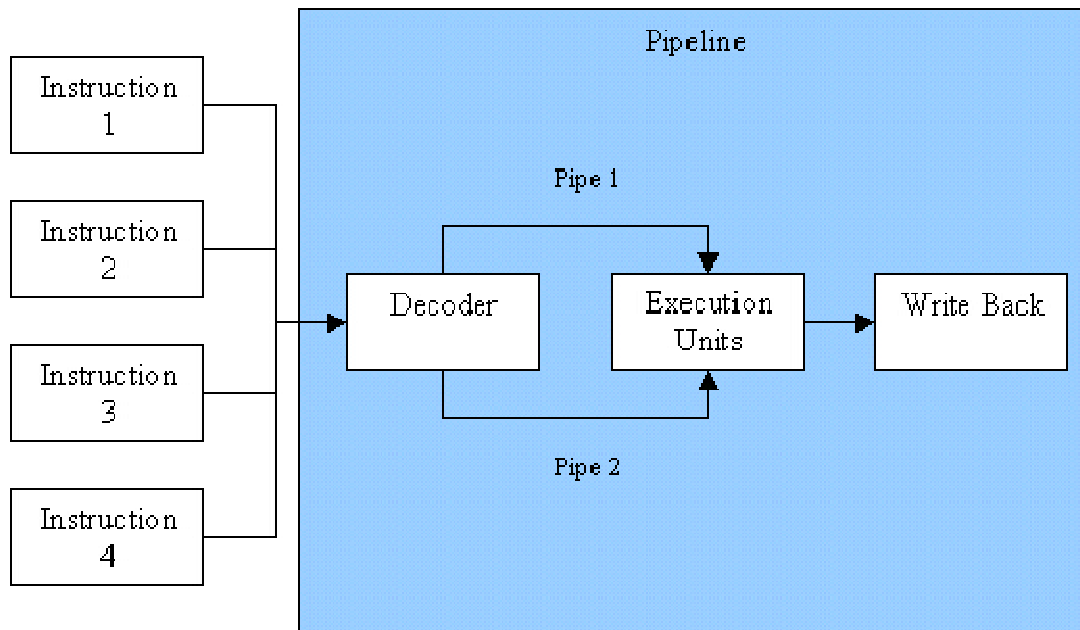 Pipeline
Instruction
1
Instruction
2
Instruction
3
Instruction
4
Pipe 1
Decoder
Execution
Units
Write Back
Pipe 2